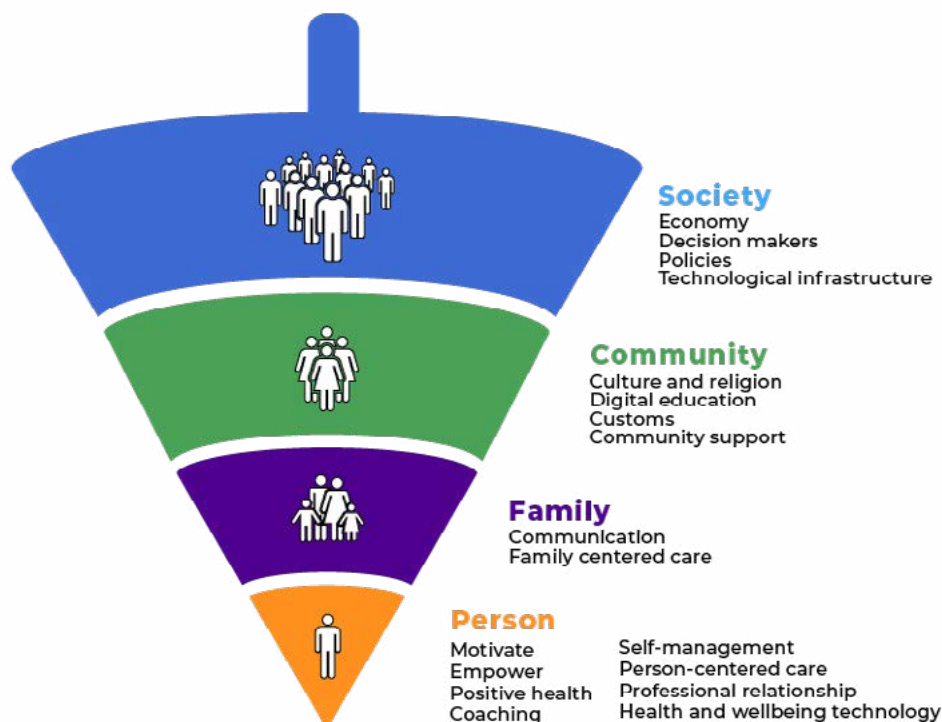 Society
Economy
Decision makers
Policies
Technological infrastructure
Community
Culture and religion
Digital education
Customs
Community support
Family
Communication
Family centered care
Person
Motivate
Empower
Positive health
Coaching
Self-management
Person-centered care
Professional relationship
Health and wellbeing technology